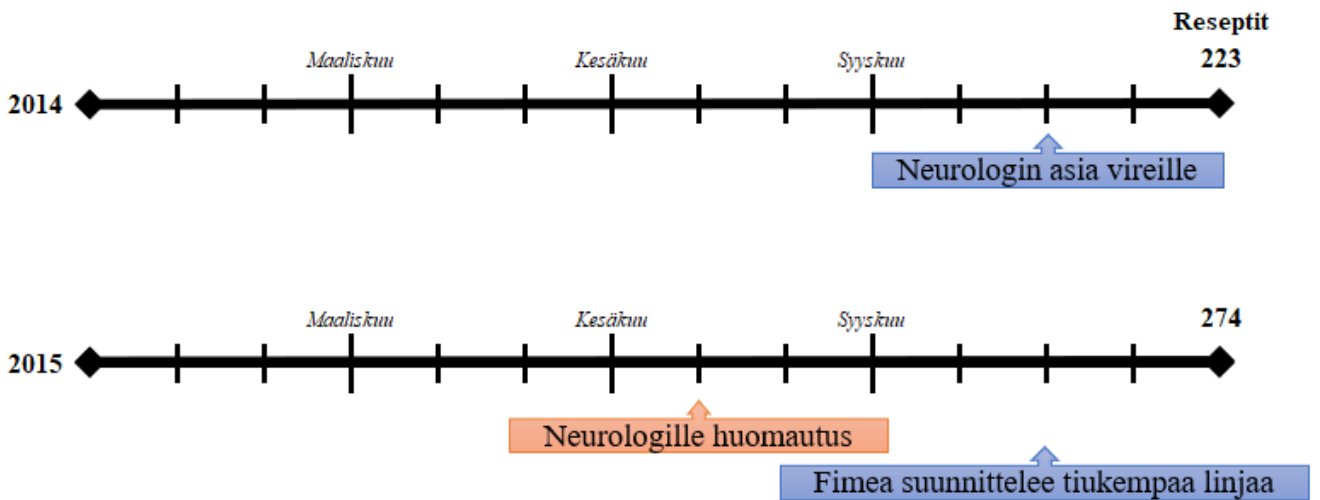 Reseptit
Maaliskuu Kesäkuu Syyskuu 223
2014
Neurologin asia vireille
Maaliskuu Kesäkuu Syyskuu 274
2015
Neurologille huomautus
Fimea suunnittelee tiukempaa linjaa